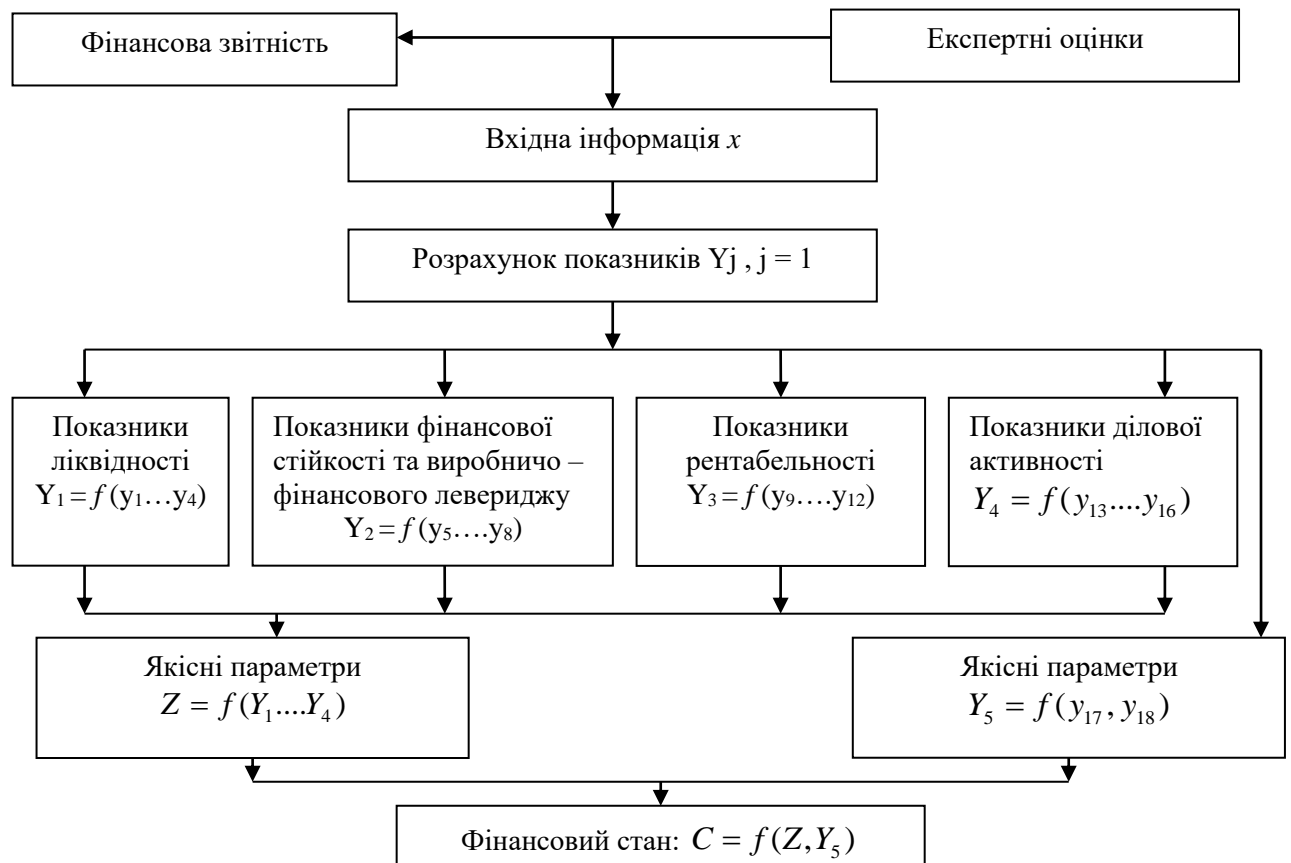 Фінансова звітність
Експертні оцінки
Вхідна інформація x
Розрахунок показників Yj , j = 1
Показники
ліквідності
Y₁ = f (y₁…y₄)
Показники фінансової
стійкості та виробничо –
фінансового левериджу
Y₂ = f (y₅….y₈)
Показники
рентабельності
Y₃ = f (y₉….y₁₂)
Показники ділової
активності
Y₄ = f(y₁₃....y₁₆)
Якісні параметри
Z = f(Y₁....Y₄)
Якісні параметри
Y₅ = f(y₁₇, y₁₈)
Фінансовий стан: C = f(Z,Y₅)